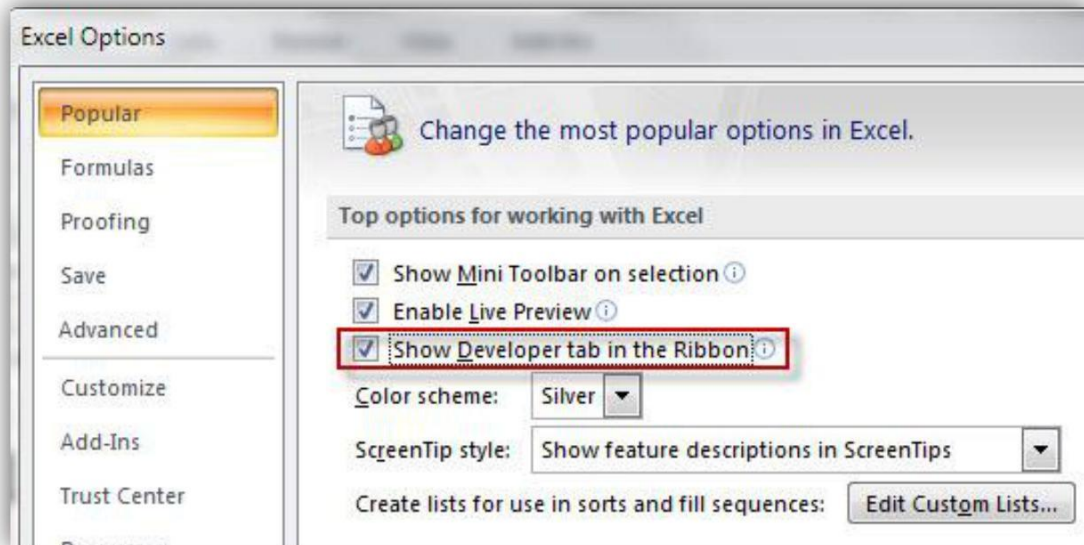 Excel Options
Popular
Formulas
Proofing
Save
Advanced
Customize
Add-Ins
Trust Center
Change the most popular options in Excel.
Top options for working with Excel
Show Mini Toolbar on selection
Enable Live Preview
Show Developer tab in the Ribbon
Color scheme: Silver
ScreenTip style: Show feature descriptions in ScreenTips
Create lists for use in sorts and fill sequences: Edit Custom Lists...